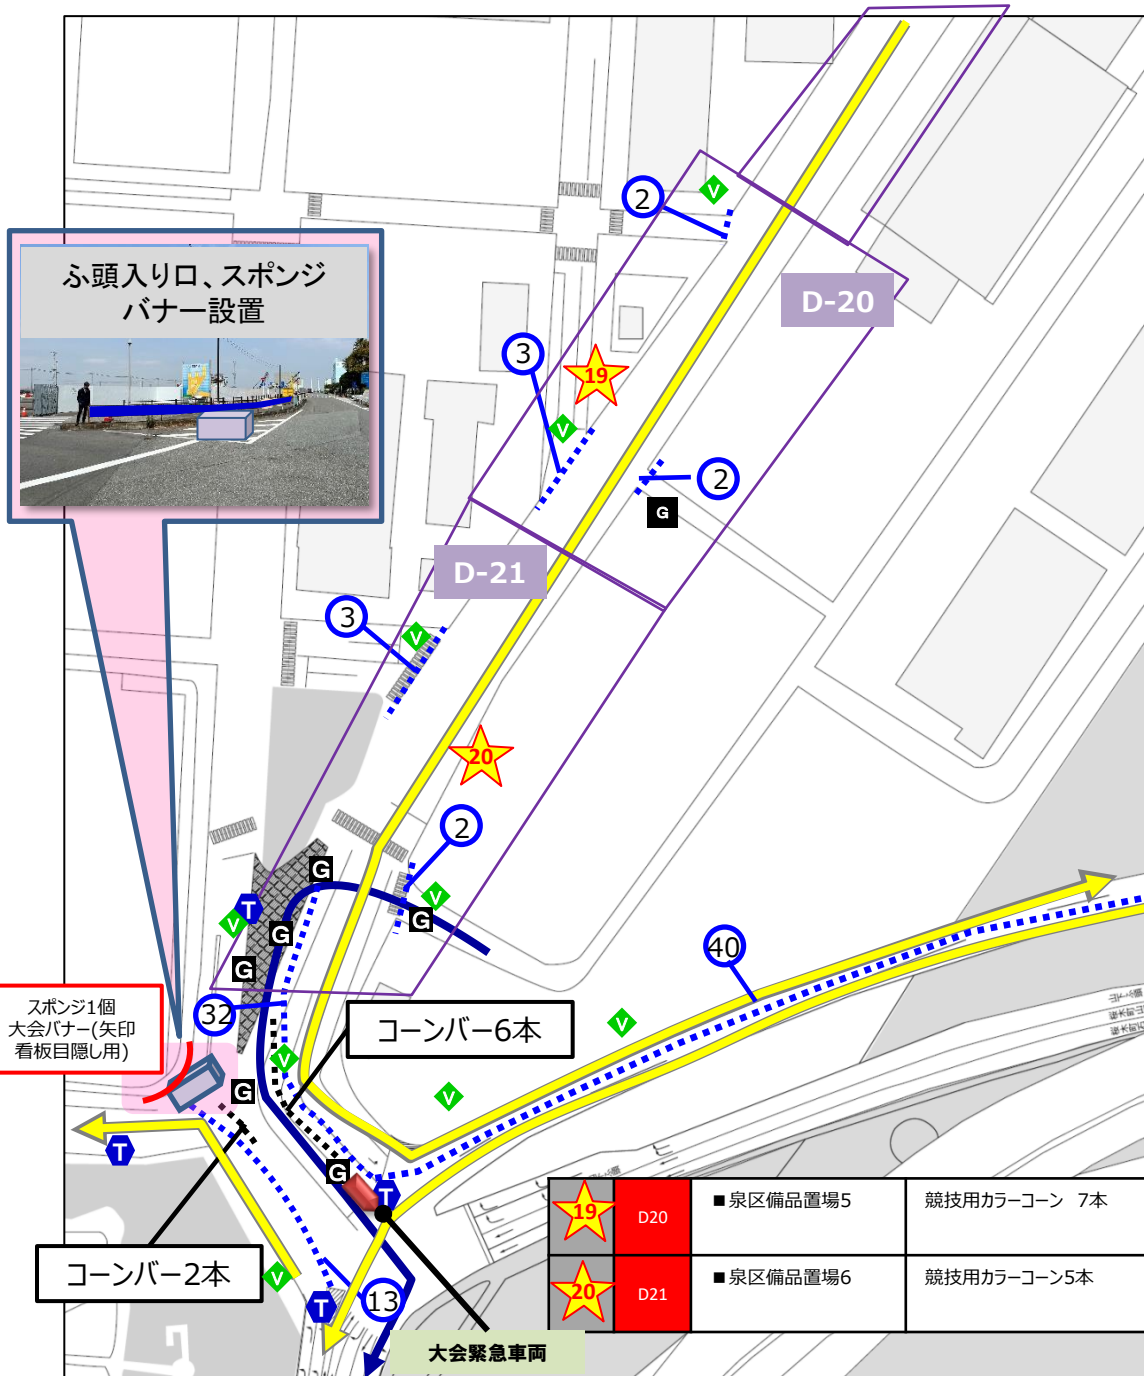 V
2
ふ頭入り口、スポンジ
バナー設置
D-20
3
19
V
2
G
D-21
3
V
20
2
G
V
T
V
G
G
G
40
32
コーンバー6本
V
スポンジ1個
大会バナー(矢印
看板目隠し用)
V
G
V
T
G
T
コーンバー2本
V
T
13
大会緊急車両
19 D20 ■泉区備品置場5 競技用カラーコーン 7本
20 D21 ■泉区備品置場6 競技用カラーコーン5本